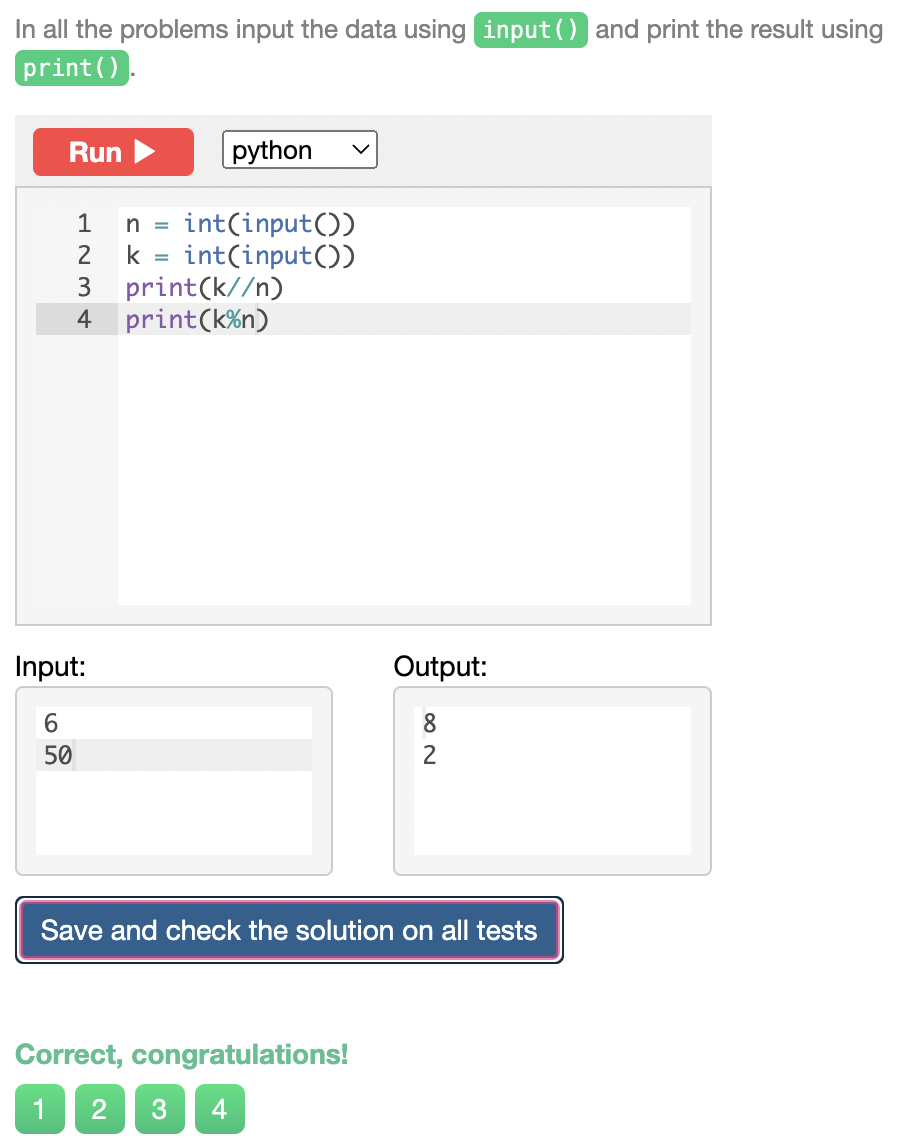 In all the problems input the data using input() and print the result using
print().
Run
python
1 n = int(input())
2 k = int(input())
3 print(k//n)
4 print(k%n)
Input:
Output:
6
50
8
2
Save and check the solution on all tests
Correct, congratulations!
1 2 3 4